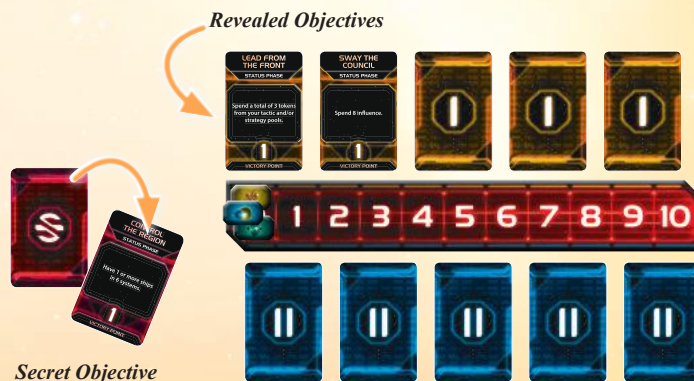 Revealed Objectives
LEAD FROM
THE FRONT
STATUS PHASE
Spend a total of 3 tokens
from your tactic and/or
strategy pools.
1
VICTORY POINT
SWAY THE
COUNCIL
STATUS PHASE
Spend 8 influence.
1
VICTORY POINT
I
I
I
1 2 3 4 5 6 7 8 9 10
S
CONTROL
THE REGION
STATUS PHASE
Have 1 or more ships
in 6 systems.
1
VICTORY POINT
II
II
II
II
II
Secret Objective